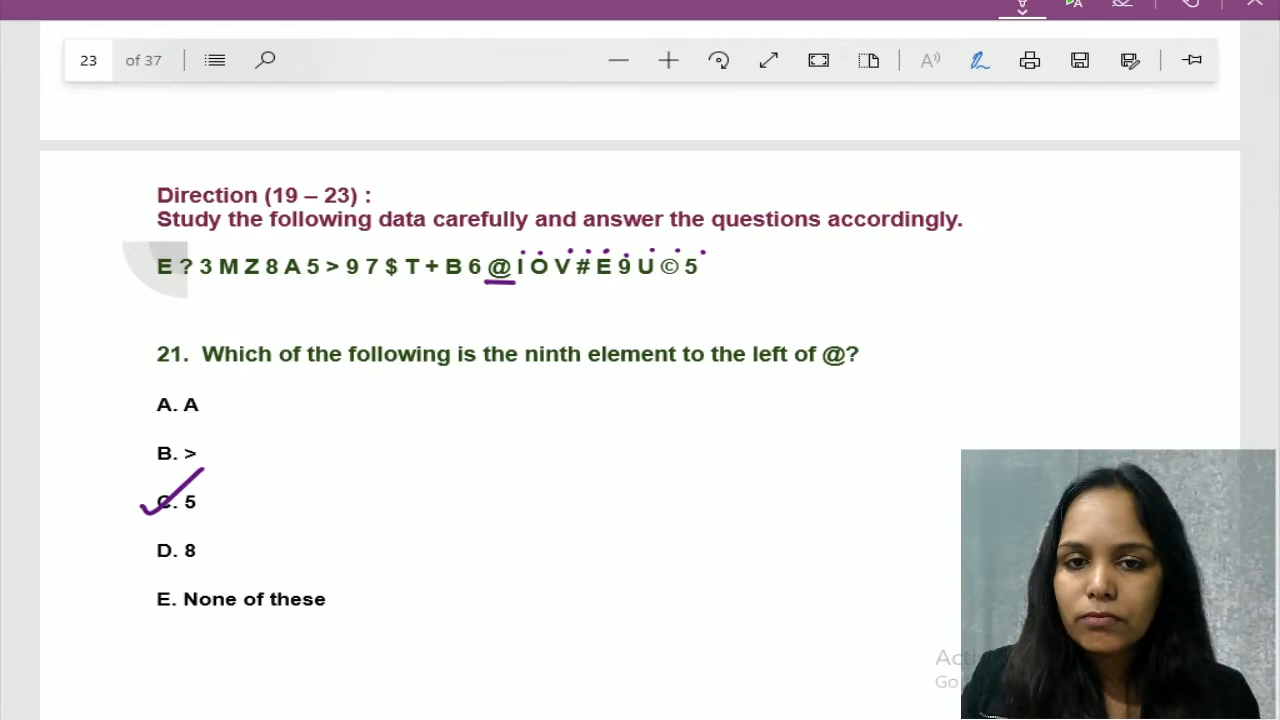 23 of 37
Direction (19 – 23) :
Study the following data carefully and answer the questions accordingly.
E ? 3 M Z 8 A 5 > 9 7 $ T + B 6 @ I O V # E 9 U © 5
21. Which of the following is the ninth element to the left of @?
A. A
B. >
C. 5
D. 8
E. None of these
Go